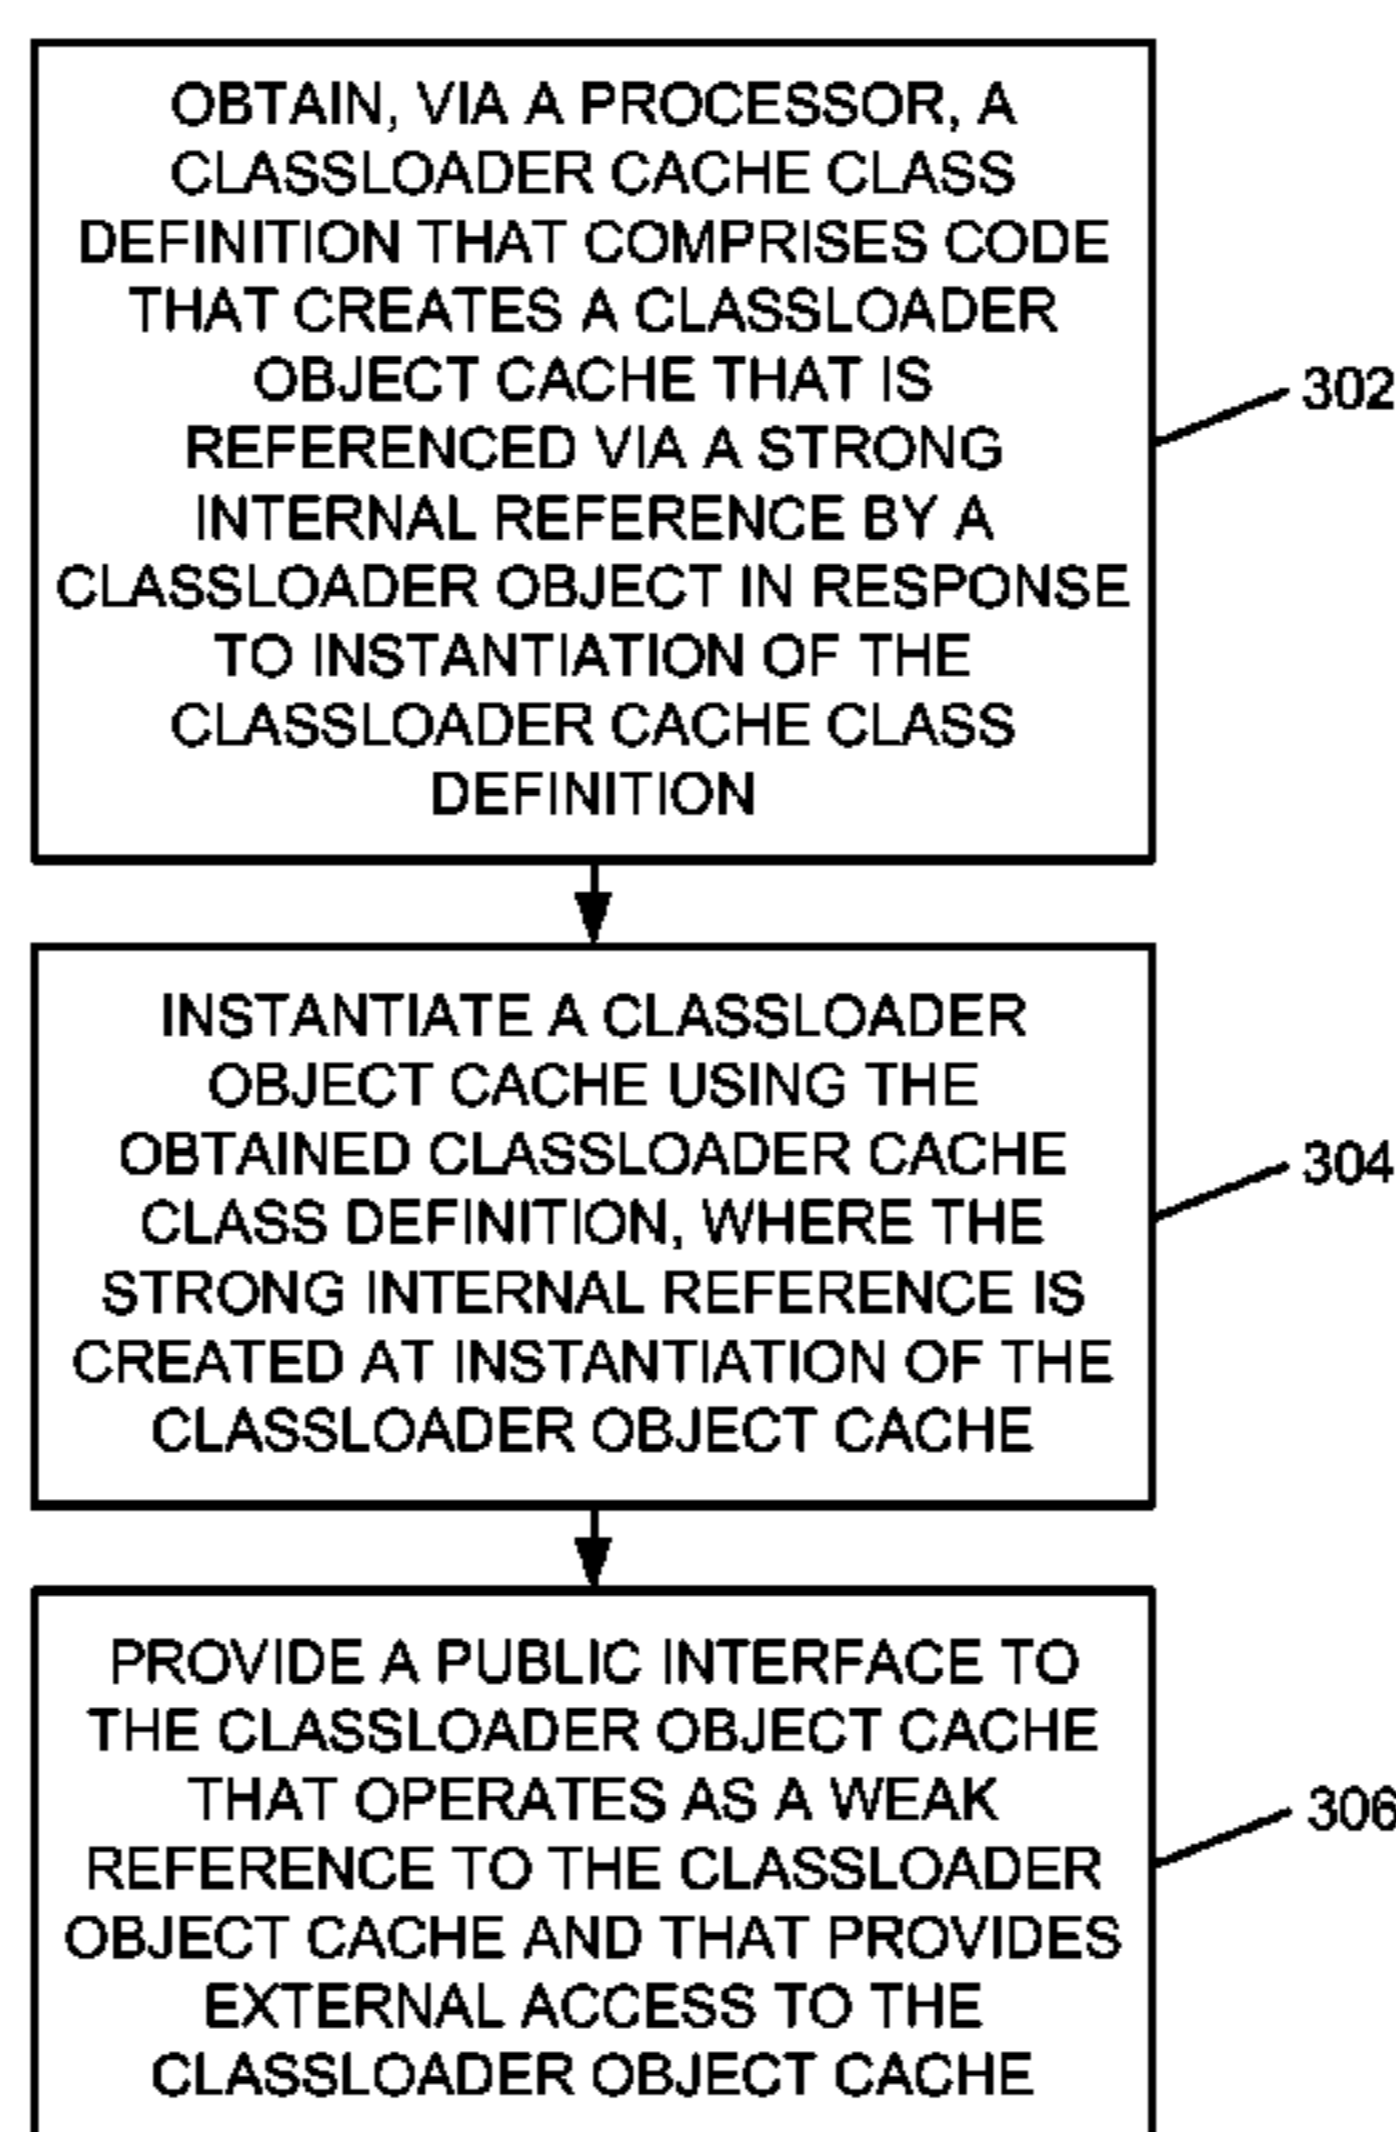 OBTAIN, VIA A PROCESSOR, A
CLASSLOADER CACHE CLASS
DEFINITION THAT COMPRISES CODE
THAT CREATES A CLASSLOADER
OBJECT CACHE THAT IS
REFERENCED VIA A STRONG
INTERNAL REFERENCE BY A
CLASSLOADER OBJECT IN RESPONSE
TO INSTANTIATION OF THE
CLASSLOADER CACHE CLASS
DEFINITION
302
INSTANTIATE A CLASSLOADER
OBJECT CACHE USING THE
OBTAINED CLASSLOADER CACHE
CLASS DEFINITION, WHERE THE
STRONG INTERNAL REFERENCE IS
CREATED AT INSTANTIATION OF THE
CLASSLOADER OBJECT CACHE
304
PROVIDE A PUBLIC INTERFACE TO
THE CLASSLOADER OBJECT CACHE
THAT OPERATES AS A WEAK
REFERENCE TO THE CLASSLOADER
OBJECT CACHE AND THAT PROVIDES
EXTERNAL ACCESS TO THE
CLASSLOADER OBJECT CACHE
306